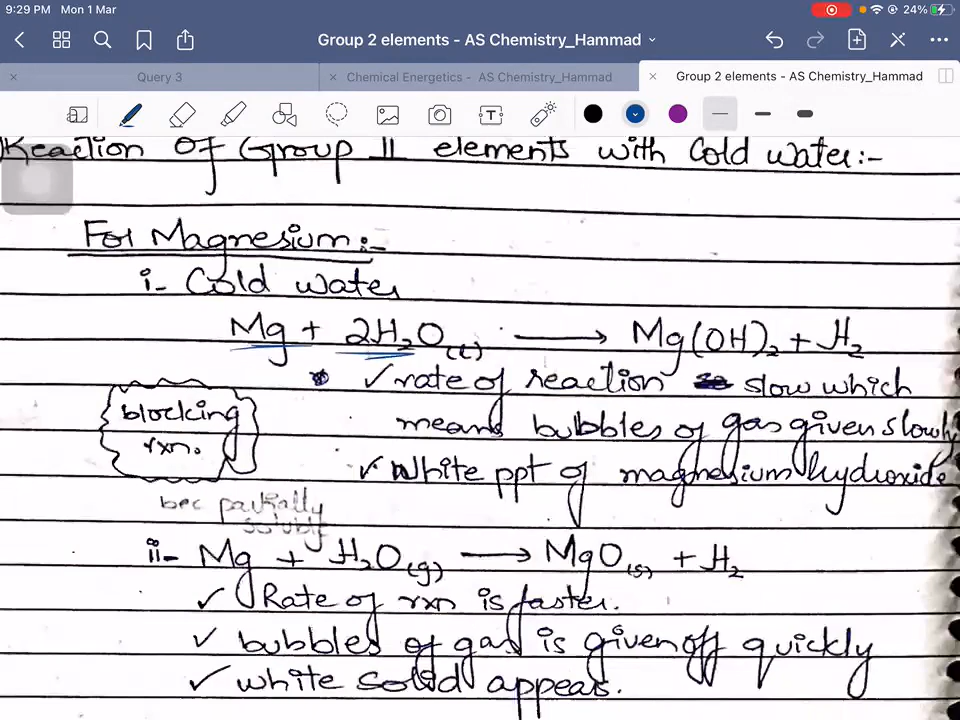 9:29 PM Mon 1 Mar 24%
Group 2 elements - AS Chemistry_Hammad
Query 3
Chemical Energetics - AS Chemistry_Hammad
Group 2 elements - AS Chemistry_Hammad
Reaction Of Group II elements with Cold water:-
For Magnesium:-
i- Cold water
Mg + 2H₂O(l) → Mg(OH)₂ + H₂
✓ rate of reaction slow which
means bubbles of gas given slowly
blocking
rxn.
✓ White ppt of magnesium hydroxide
bec partially
soluble
ii- Mg + H₂O(g) → MgO(s) + H₂
✓ Rate of rxn is faster.
✓ bubbles of gas is given off quickly
✓ white solid appears.